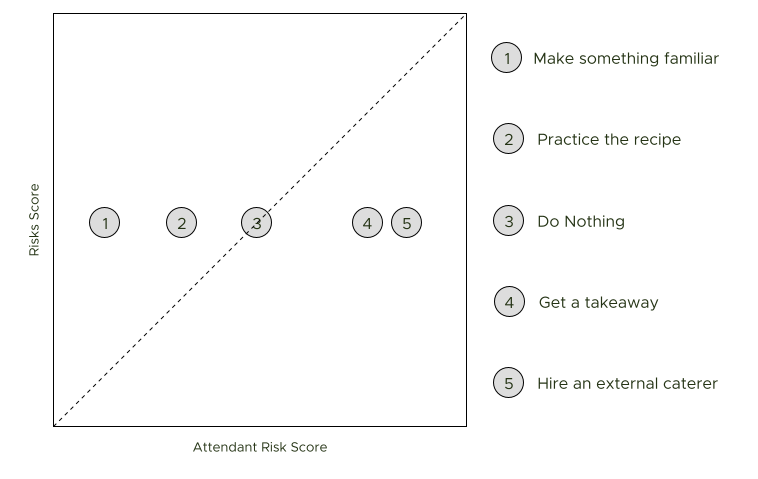 Risks Score
1
2
3
4
5
Attendant Risk Score
1 Make something familiar
2 Practice the recipe
3 Do Nothing
4 Get a takeaway
5 Hire an external caterer